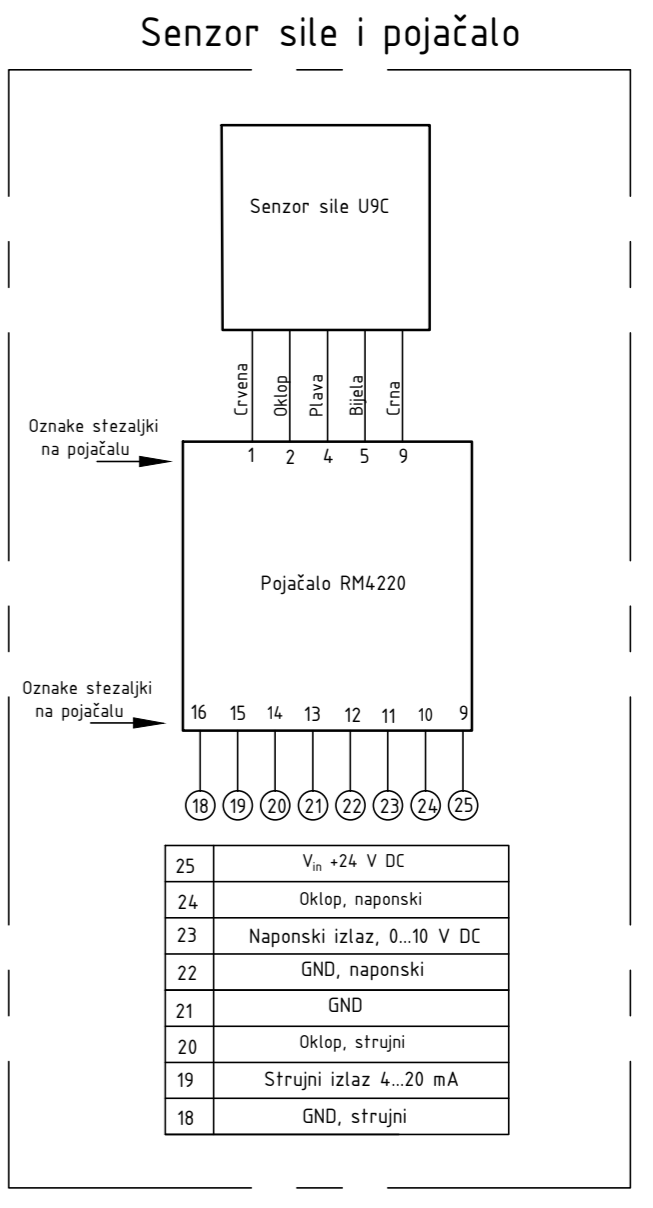 Senzor sile i pojačalo
Senzor sile U9C
Crvena
Oklop
Plava
Bijela
Crna
Oznake stezaljki
na pojačalu
1 2 4 5 9
Pojačalo RM4220
Oznake stezaljki
na pojačalu
16 15 14 13 12 11 10 9
18 19 20 21 22 23 24 25
25 Vin +24 V DC
24 Oklop, naponski
23 Naponski izlaz, 0...10 V DC
22 GND, naponski
21 GND
20 Oklop, strujni
19 Strujni izlaz 4...20 mA
18 GND, strujni